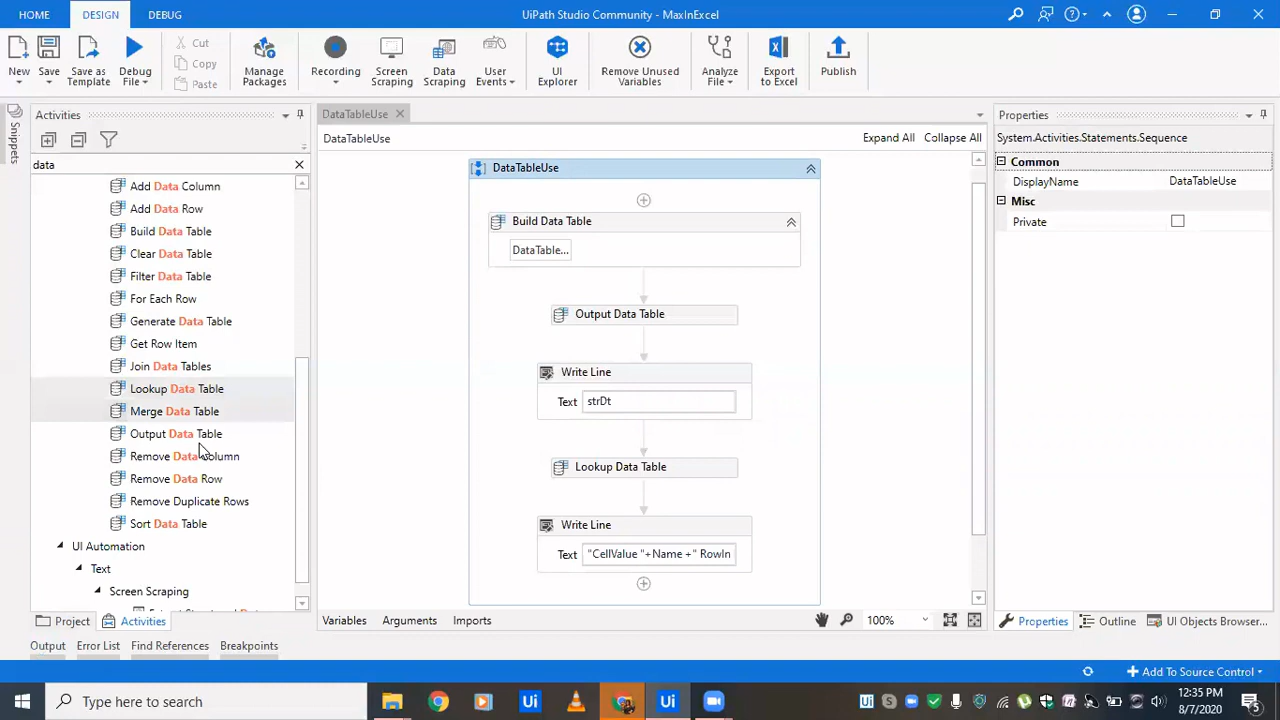 HOME DESIGN DEBUG UiPath Studio Community - MaxInExcel
New Save Save as Template Debug File Cut Copy Paste Manage Packages Recording Screen Scraping Data Scraping User Events UI Explorer Remove Unused Variables Analyze File Export to Excel Publish
Snippets
Activities
data
Add Data Column
Add Data Row
Build Data Table
Clear Data Table
Filter Data Table
For Each Row
Generate Data Table
Get Row Item
Join Data Tables
Lookup Data Table
Merge Data Table
Output Data Table
Remove Data Column
Remove Data Row
Remove Duplicate Rows
Sort Data Table
UI Automation
Text
Screen Scraping
Project Activities
DataTableUse
DataTableUse Expand All Collapse All
DataTableUse
Build Data Table
DataTable...
Output Data Table
Write Line
Text strDt
Lookup Data Table
Write Line
Text "CellValue "+Name +" RowIn
Variables Arguments Imports 100%
Properties
System.Activities.Statements.Sequence
Common
DisplayName DataTableUse
Misc
Private
Properties Outline UI Objects Browser...
Output Error List Find References Breakpoints
Add To Source Control
Type here to search
12:35 PM
8/7/2020
5